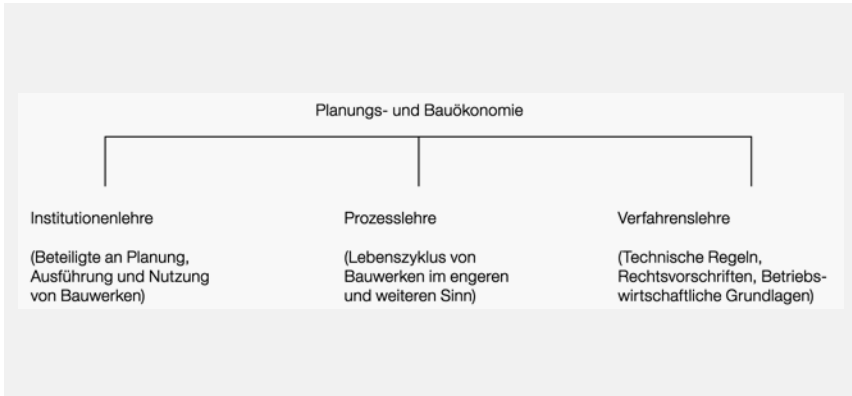 Planungs- und Bauökonomie
Institutionenlehre
(Beteiligte an Planung,
Ausführung und Nutzung
von Bauwerken)
Prozesslehre
(Lebenszyklus von
Bauwerken im engeren
und weiteren Sinn)
Verfahrenslehre
(Technische Regeln,
Rechtsvorschriften, Betriebs-
wirtschaftliche Grundlagen)